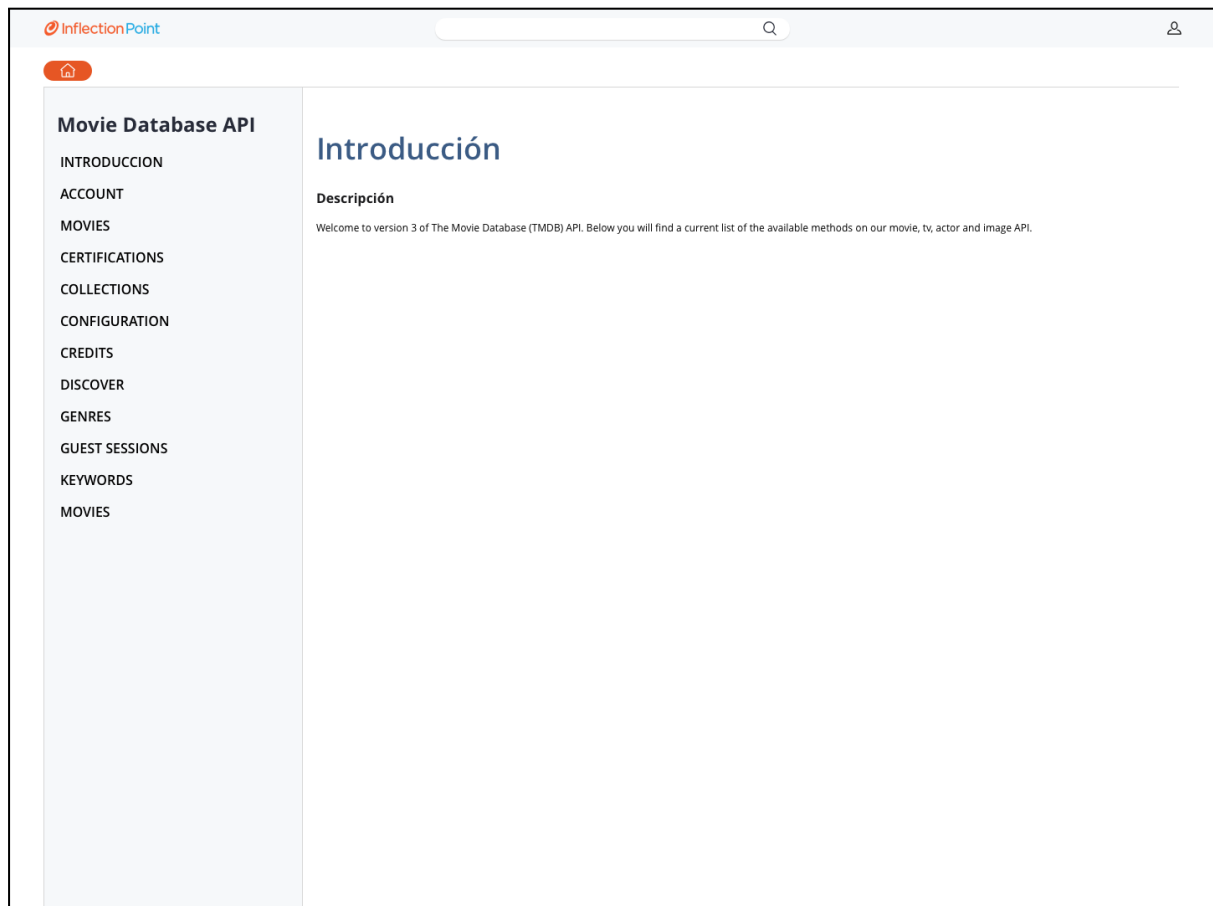 InflectionPoint
Movie Database API
INTRODUCCION
ACCOUNT
MOVIES
CERTIFICATIONS
COLLECTIONS
CONFIGURATION
CREDITS
DISCOVER
GENRES
GUEST SESSIONS
KEYWORDS
MOVIES
Introducción
Descripción
Welcome to version 3 of The Movie Database (TMDB) API. Below you will find a current list of the available methods on our movie, tv, actor and image API.